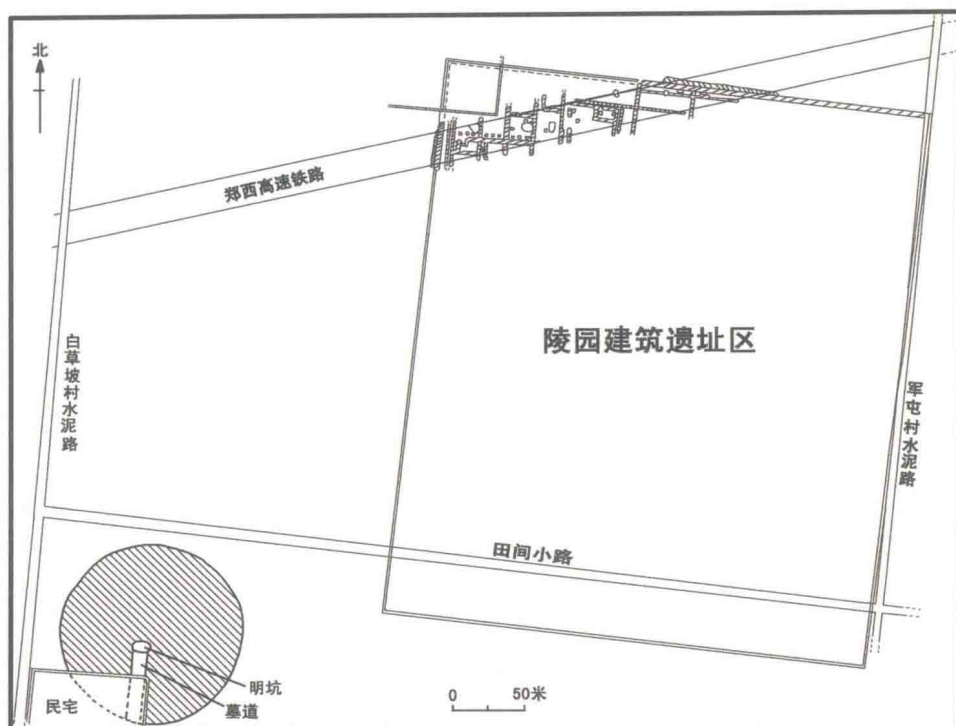 北
郑西高速铁路
陵园建筑遗址区
白草坡村水泥路
军屯村水泥路
田间小路
明坑
墓道
民宅
0 50米